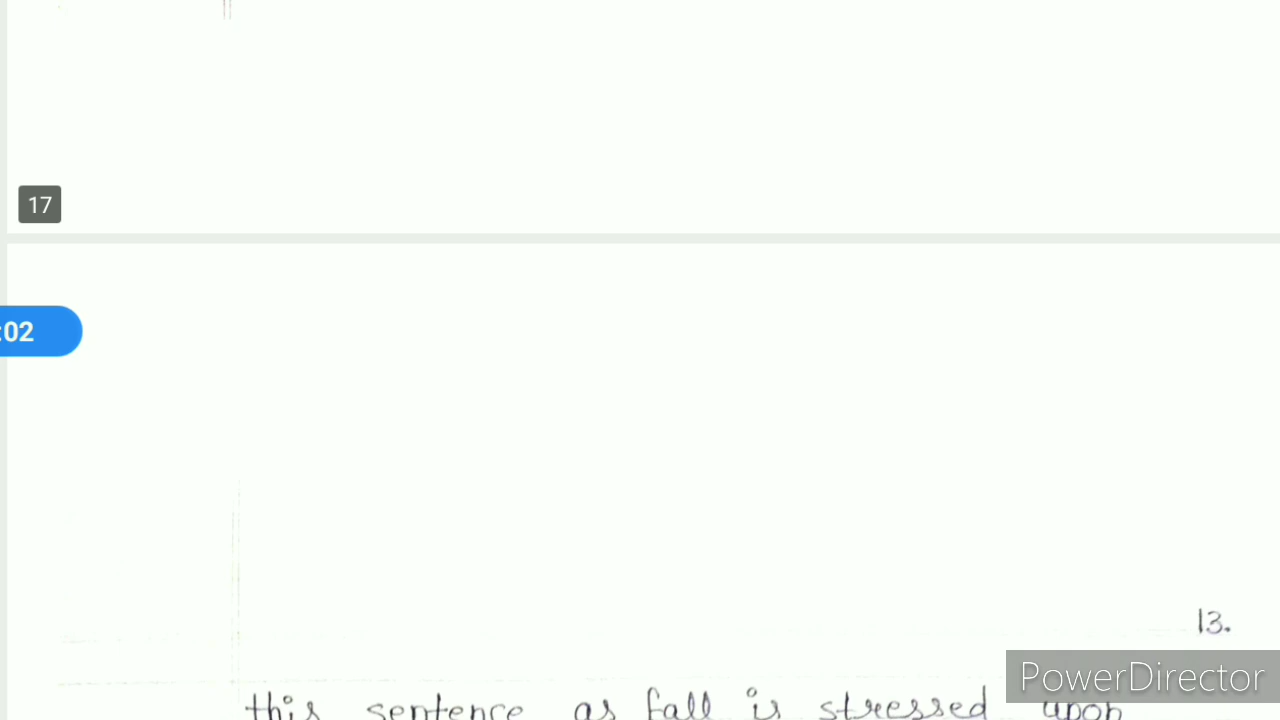 17
:02
13.
PowerDirector
this sentence as fall is stressed upon